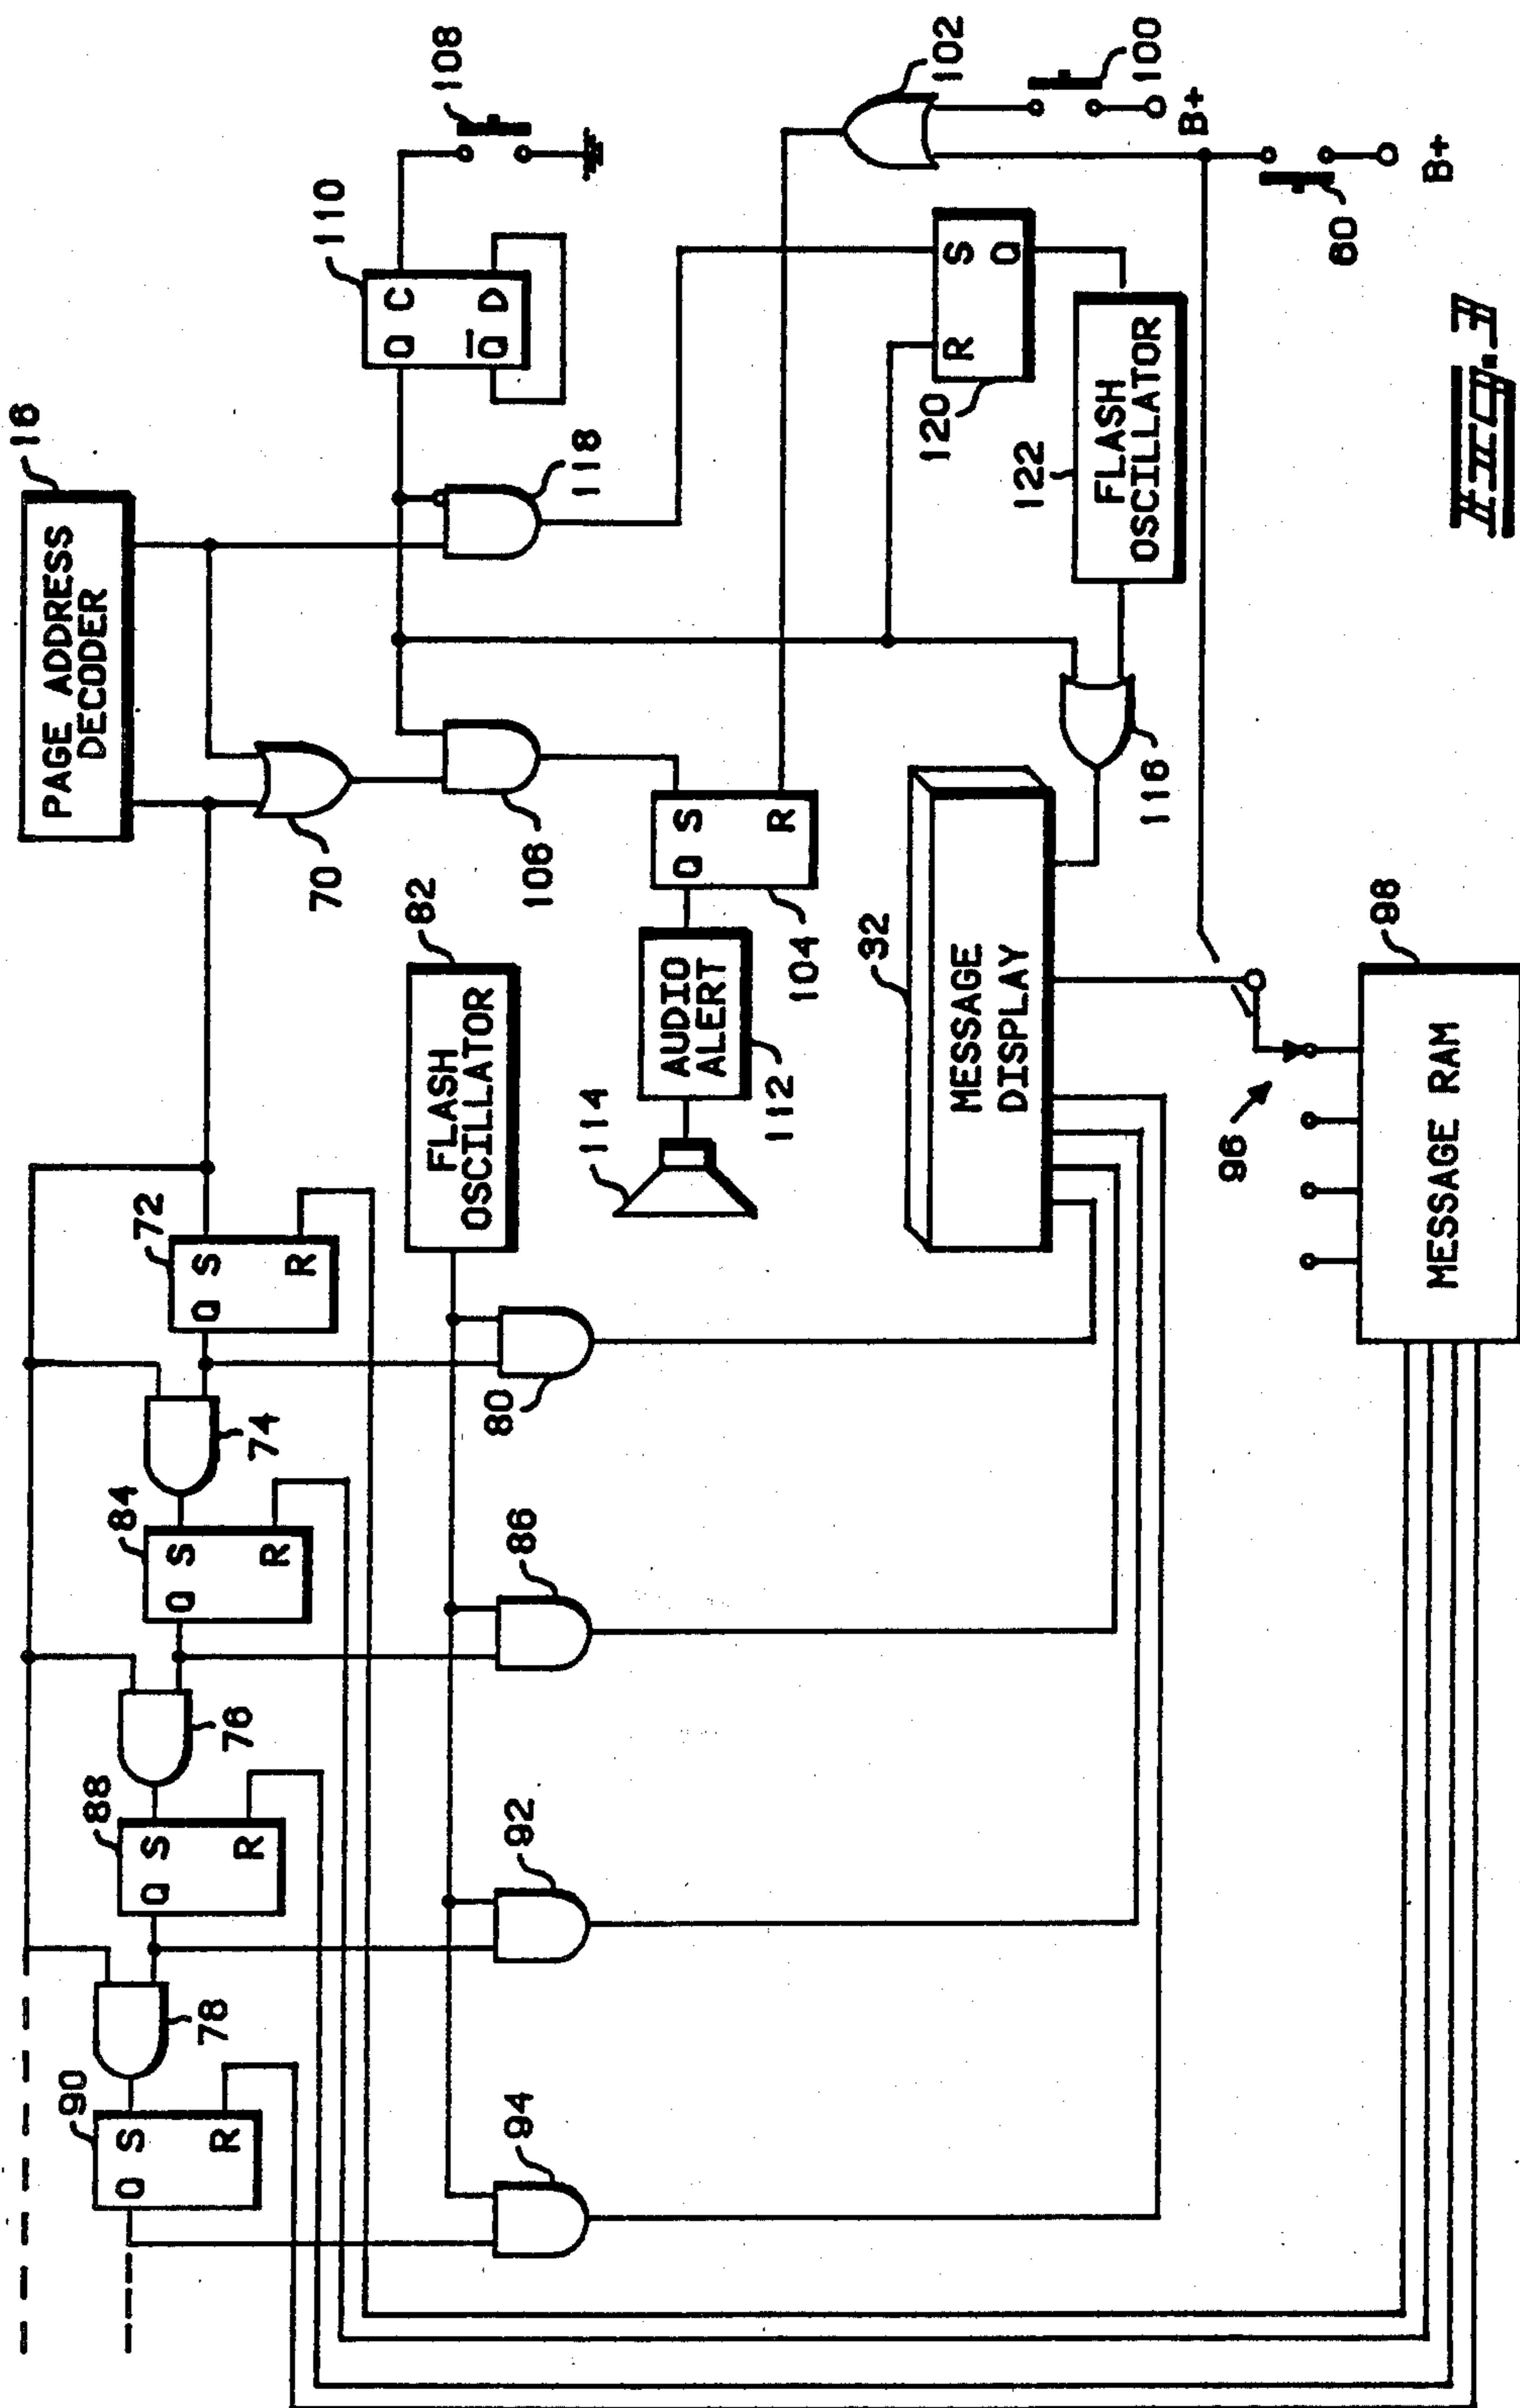 16
PAGE ADDRESS
DECODER
108
110
Q C
Q̅ D
118
70
106
102
100
B+
60
B+
S
R Q
120
122
FLASH
OSCILLATOR
116
82
FLASH
OSCILLATOR
Q S
R
104
AUDIO
ALERT
112
114
32
MESSAGE
DISPLAY
96
98
MESSAGE RAM
72
Q S
R
74
80
84
Q S
R
76
86
88
Q S
R
78
92
90
Q S
R
94